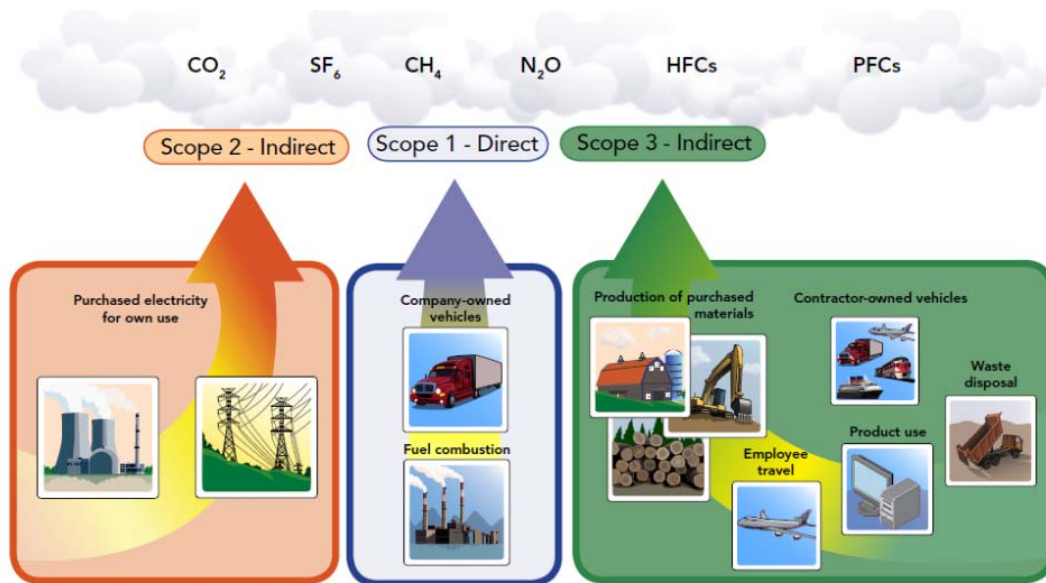 CO₂ SF₆ CH₄ N₂O HFCs PFCs
Scope 2 - Indirect
Scope 1 - Direct
Scope 3 - Indirect
Purchased electricity
for own use
Company-owned
vehicles
Fuel combustion
Production of purchased
materials
Contractor-owned vehicles
Waste
disposal
Product use
Employee
travel